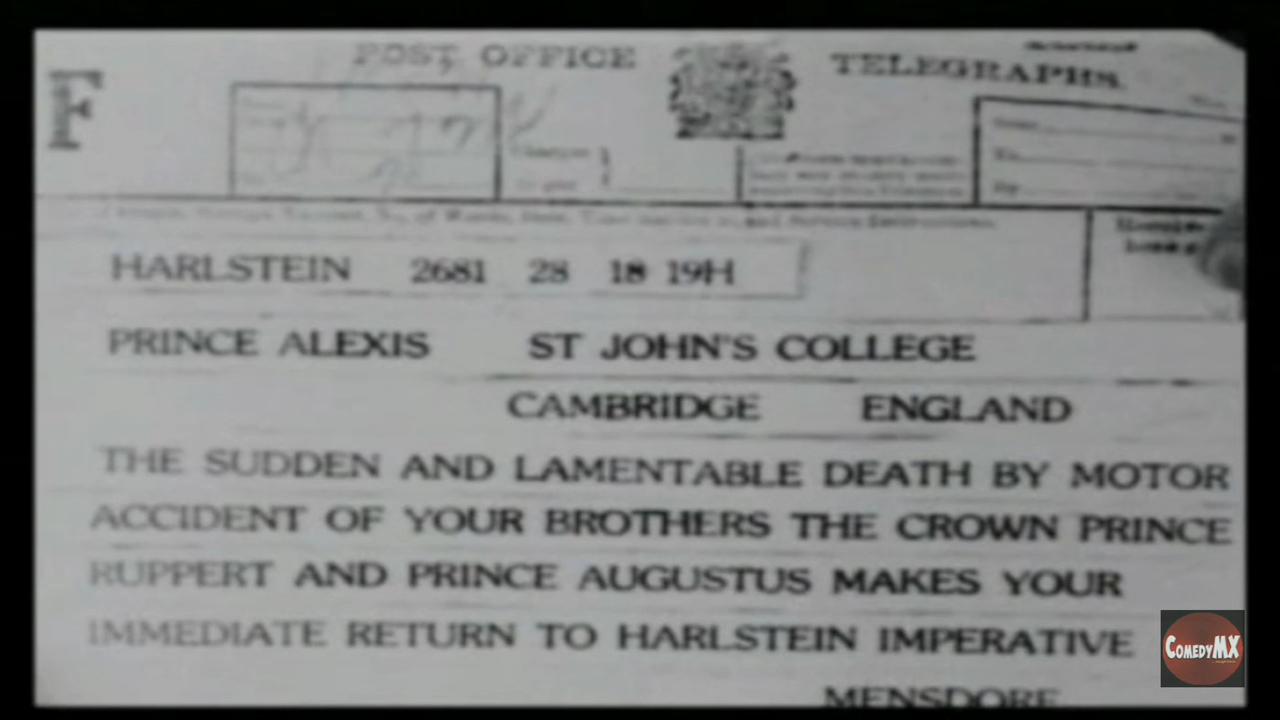 POST OFFICE TELEGRAPHS.
F
HARLSTEIN 2681 28 18 19H
PRINCE ALEXIS ST JOHN'S COLLEGE
CAMBRIDGE ENGLAND
THE SUDDEN AND LAMENTABLE DEATH BY MOTOR
ACCIDENT OF YOUR BROTHERS THE CROWN PRINCE
RUPPERT AND PRINCE AUGUSTUS MAKES YOUR
IMMEDIATE RETURN TO HARLSTEIN IMPERATIVE
MENSDORF
COMEDYMX